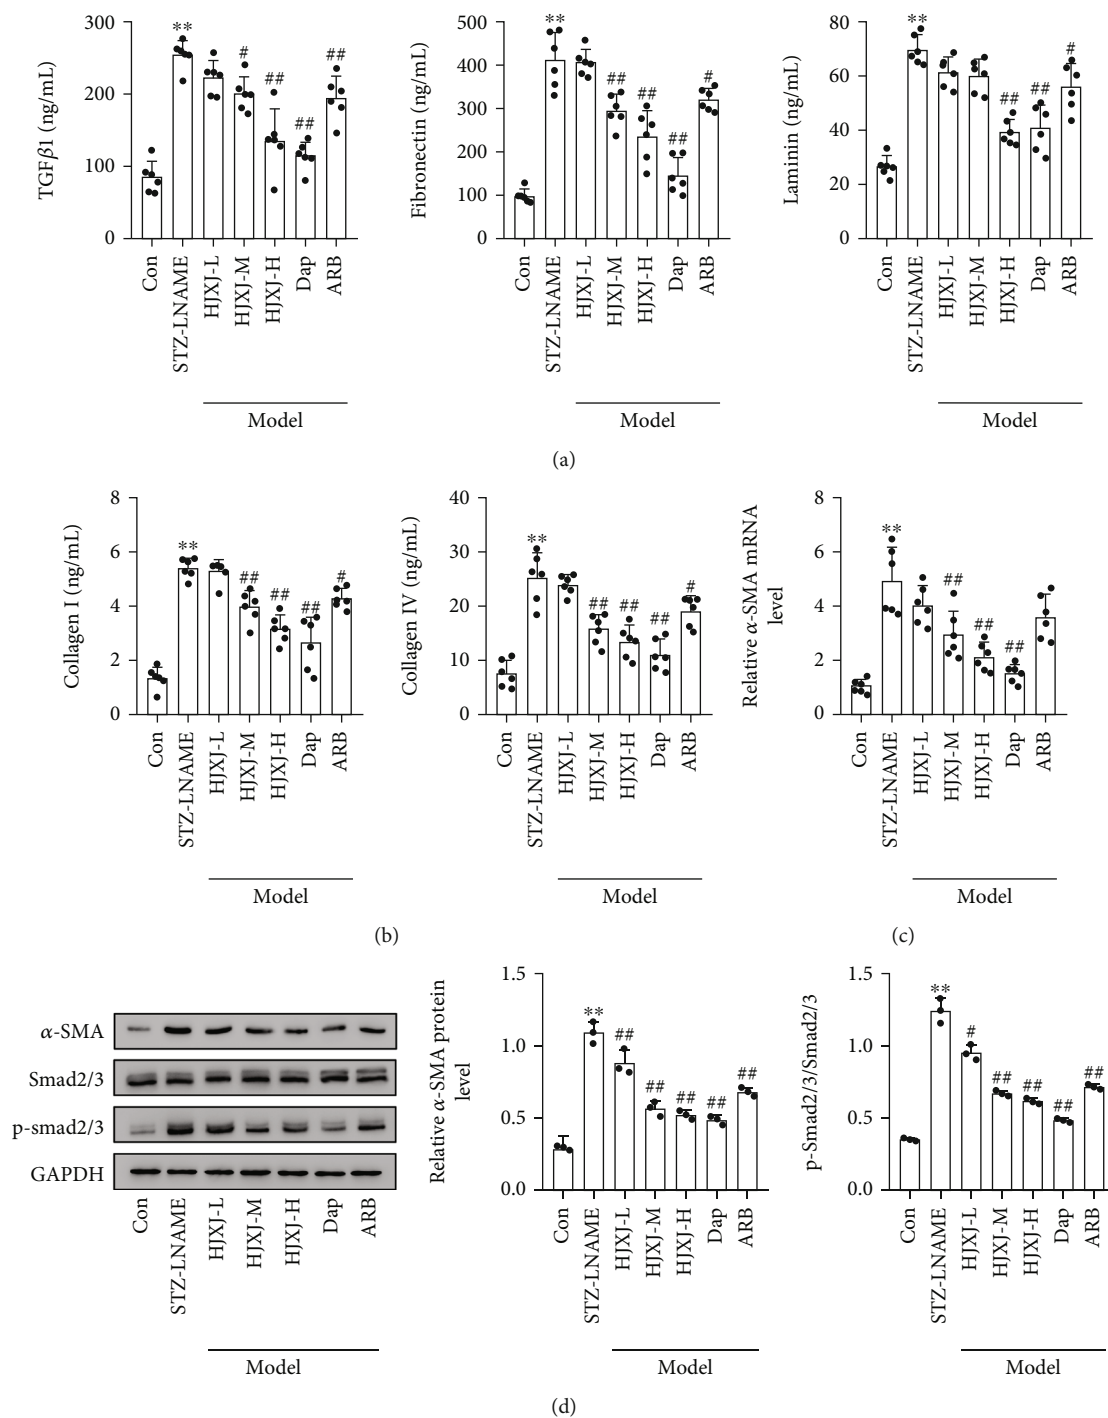 TGFβ1 (ng/mL)
300
200
100
0
**
#
##
##
##
Con
STZ-LNAME
HJXJ-L
HJXJ-M
HJXJ-H
Dap
ARB
Model
Fibronectin (ng/mL)
500
400
300
200
100
0
**
##
##
##
#
Con
STZ-LNAME
HJXJ-L
HJXJ-M
HJXJ-H
Dap
ARB
Model
Laminin (ng/mL)
80
60
40
20
0
**
##
##
#
Con
STZ-LNAME
HJXJ-L
HJXJ-M
HJXJ-H
Dap
ARB
Model
(a)
Collagen I (ng/mL)
8
6
4
2
0
**
##
##
##
#
Con
STZ-LNAME
HJXJ-L
HJXJ-M
HJXJ-H
Dap
ARB
Model
Collagen IV (ng/mL)
40
30
20
10
0
**
##
##
##
#
Con
STZ-LNAME
HJXJ-L
HJXJ-M
HJXJ-H
Dap
ARB
Model
(b)
Relative α-SMA mRNA
level
8
6
4
2
0
**
##
##
##
Con
STZ-LNAME
HJXJ-L
HJXJ-M
HJXJ-H
Dap
ARB
Model
(c)
α-SMA
Smad2/3
p-smad2/3
GAPDH
Con
STZ-LNAME
HJXJ-L
HJXJ-M
HJXJ-H
Dap
ARB
Model
Relative α-SMA protein
level
1.5
1.0
0.5
0.0
**
##
##
##
##
##
Con
STZ-LNAME
HJXJ-L
HJXJ-M
HJXJ-H
Dap
ARB
Model
p-Smad2/3/Smad2/3
1.5
1.0
0.5
0.0
**
#
##
##
##
##
Con
STZ-LNAME
HJXJ-L
HJXJ-M
HJXJ-H
Dap
ARB
Model
(d)